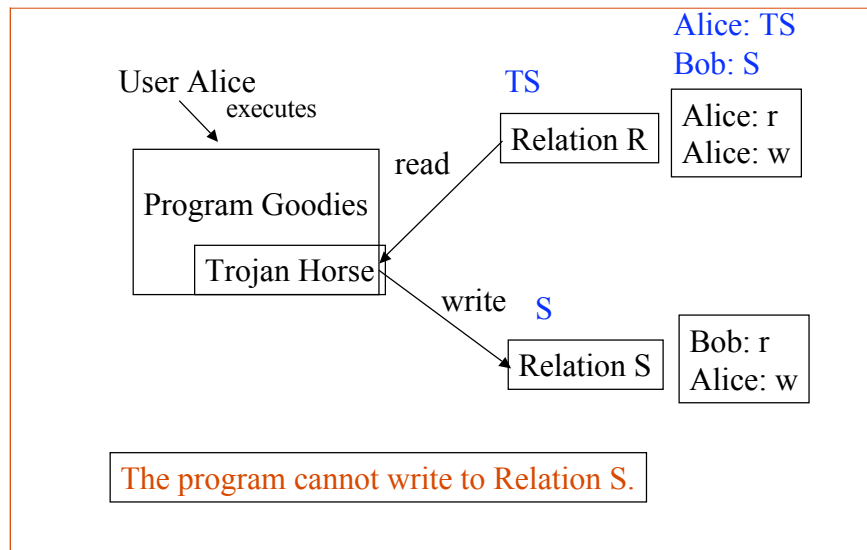 Alice: TS
Bob: S
User Alice
executes
TS
Relation R
Alice: r
Alice: w
read
Program Goodies
Trojan Horse
write
S
Relation S
Bob: r
Alice: w
The program cannot write to Relation S.